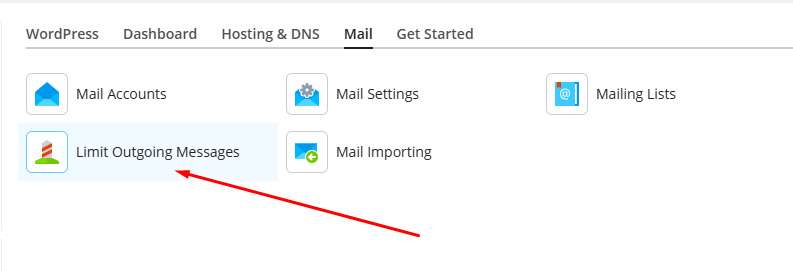 WordPress Dashboard Hosting & DNS Mail Get Started
Mail Accounts Mail Settings @ Mailing Lists
Limit Outgoing Messages Mail Importing